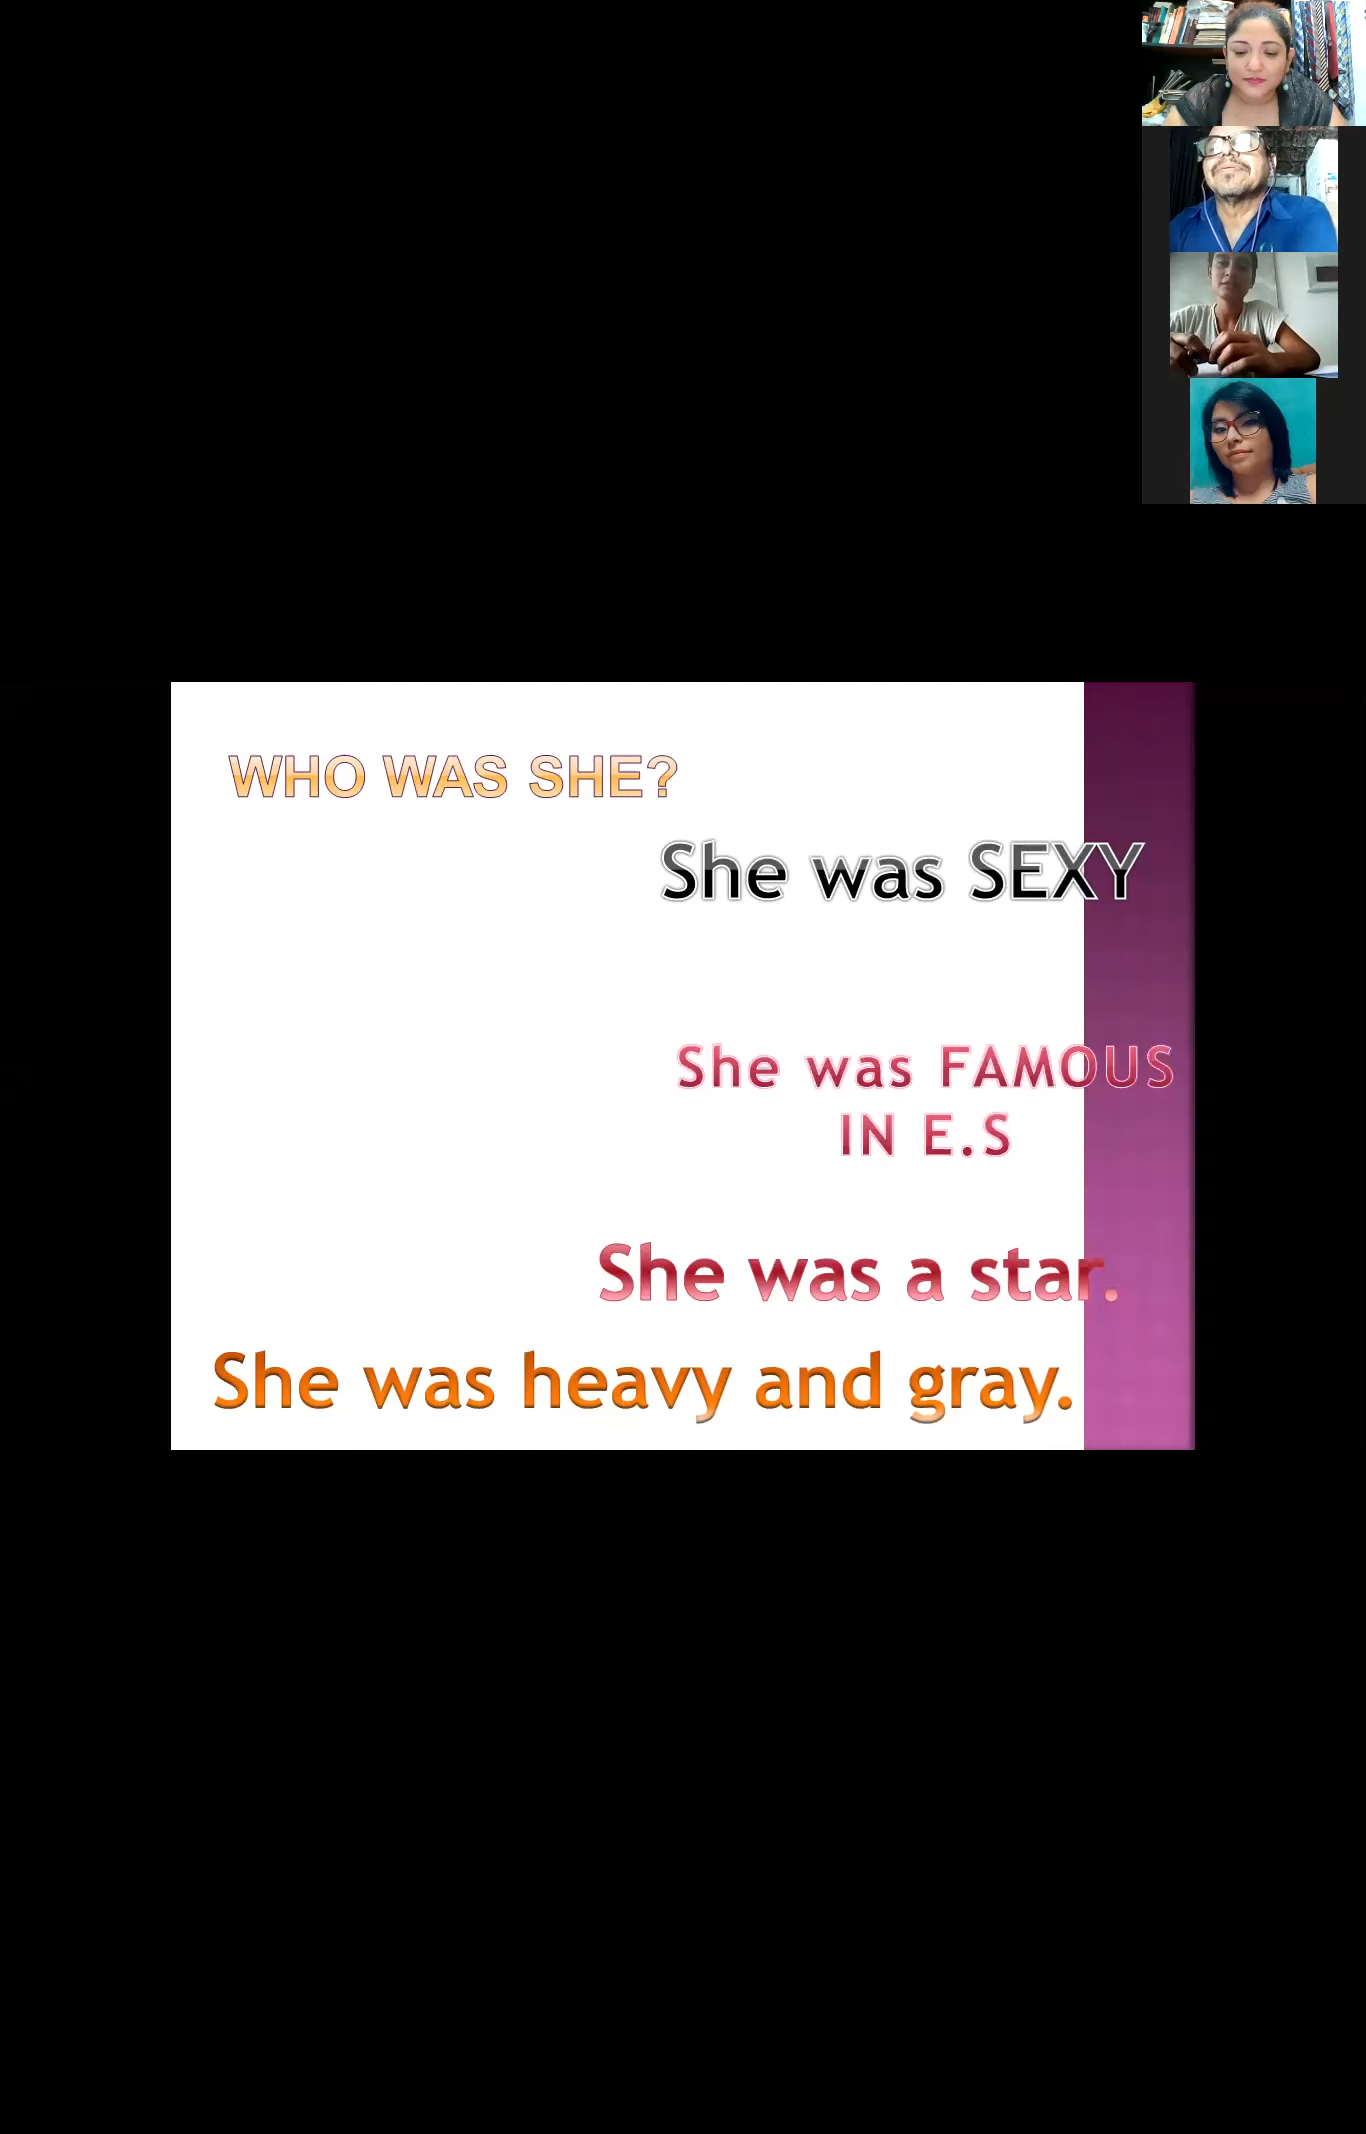 WHO WAS SHE?
She was SEXY
She was FAMOUS
IN E.S
She was a star.
She was heavy and gray.